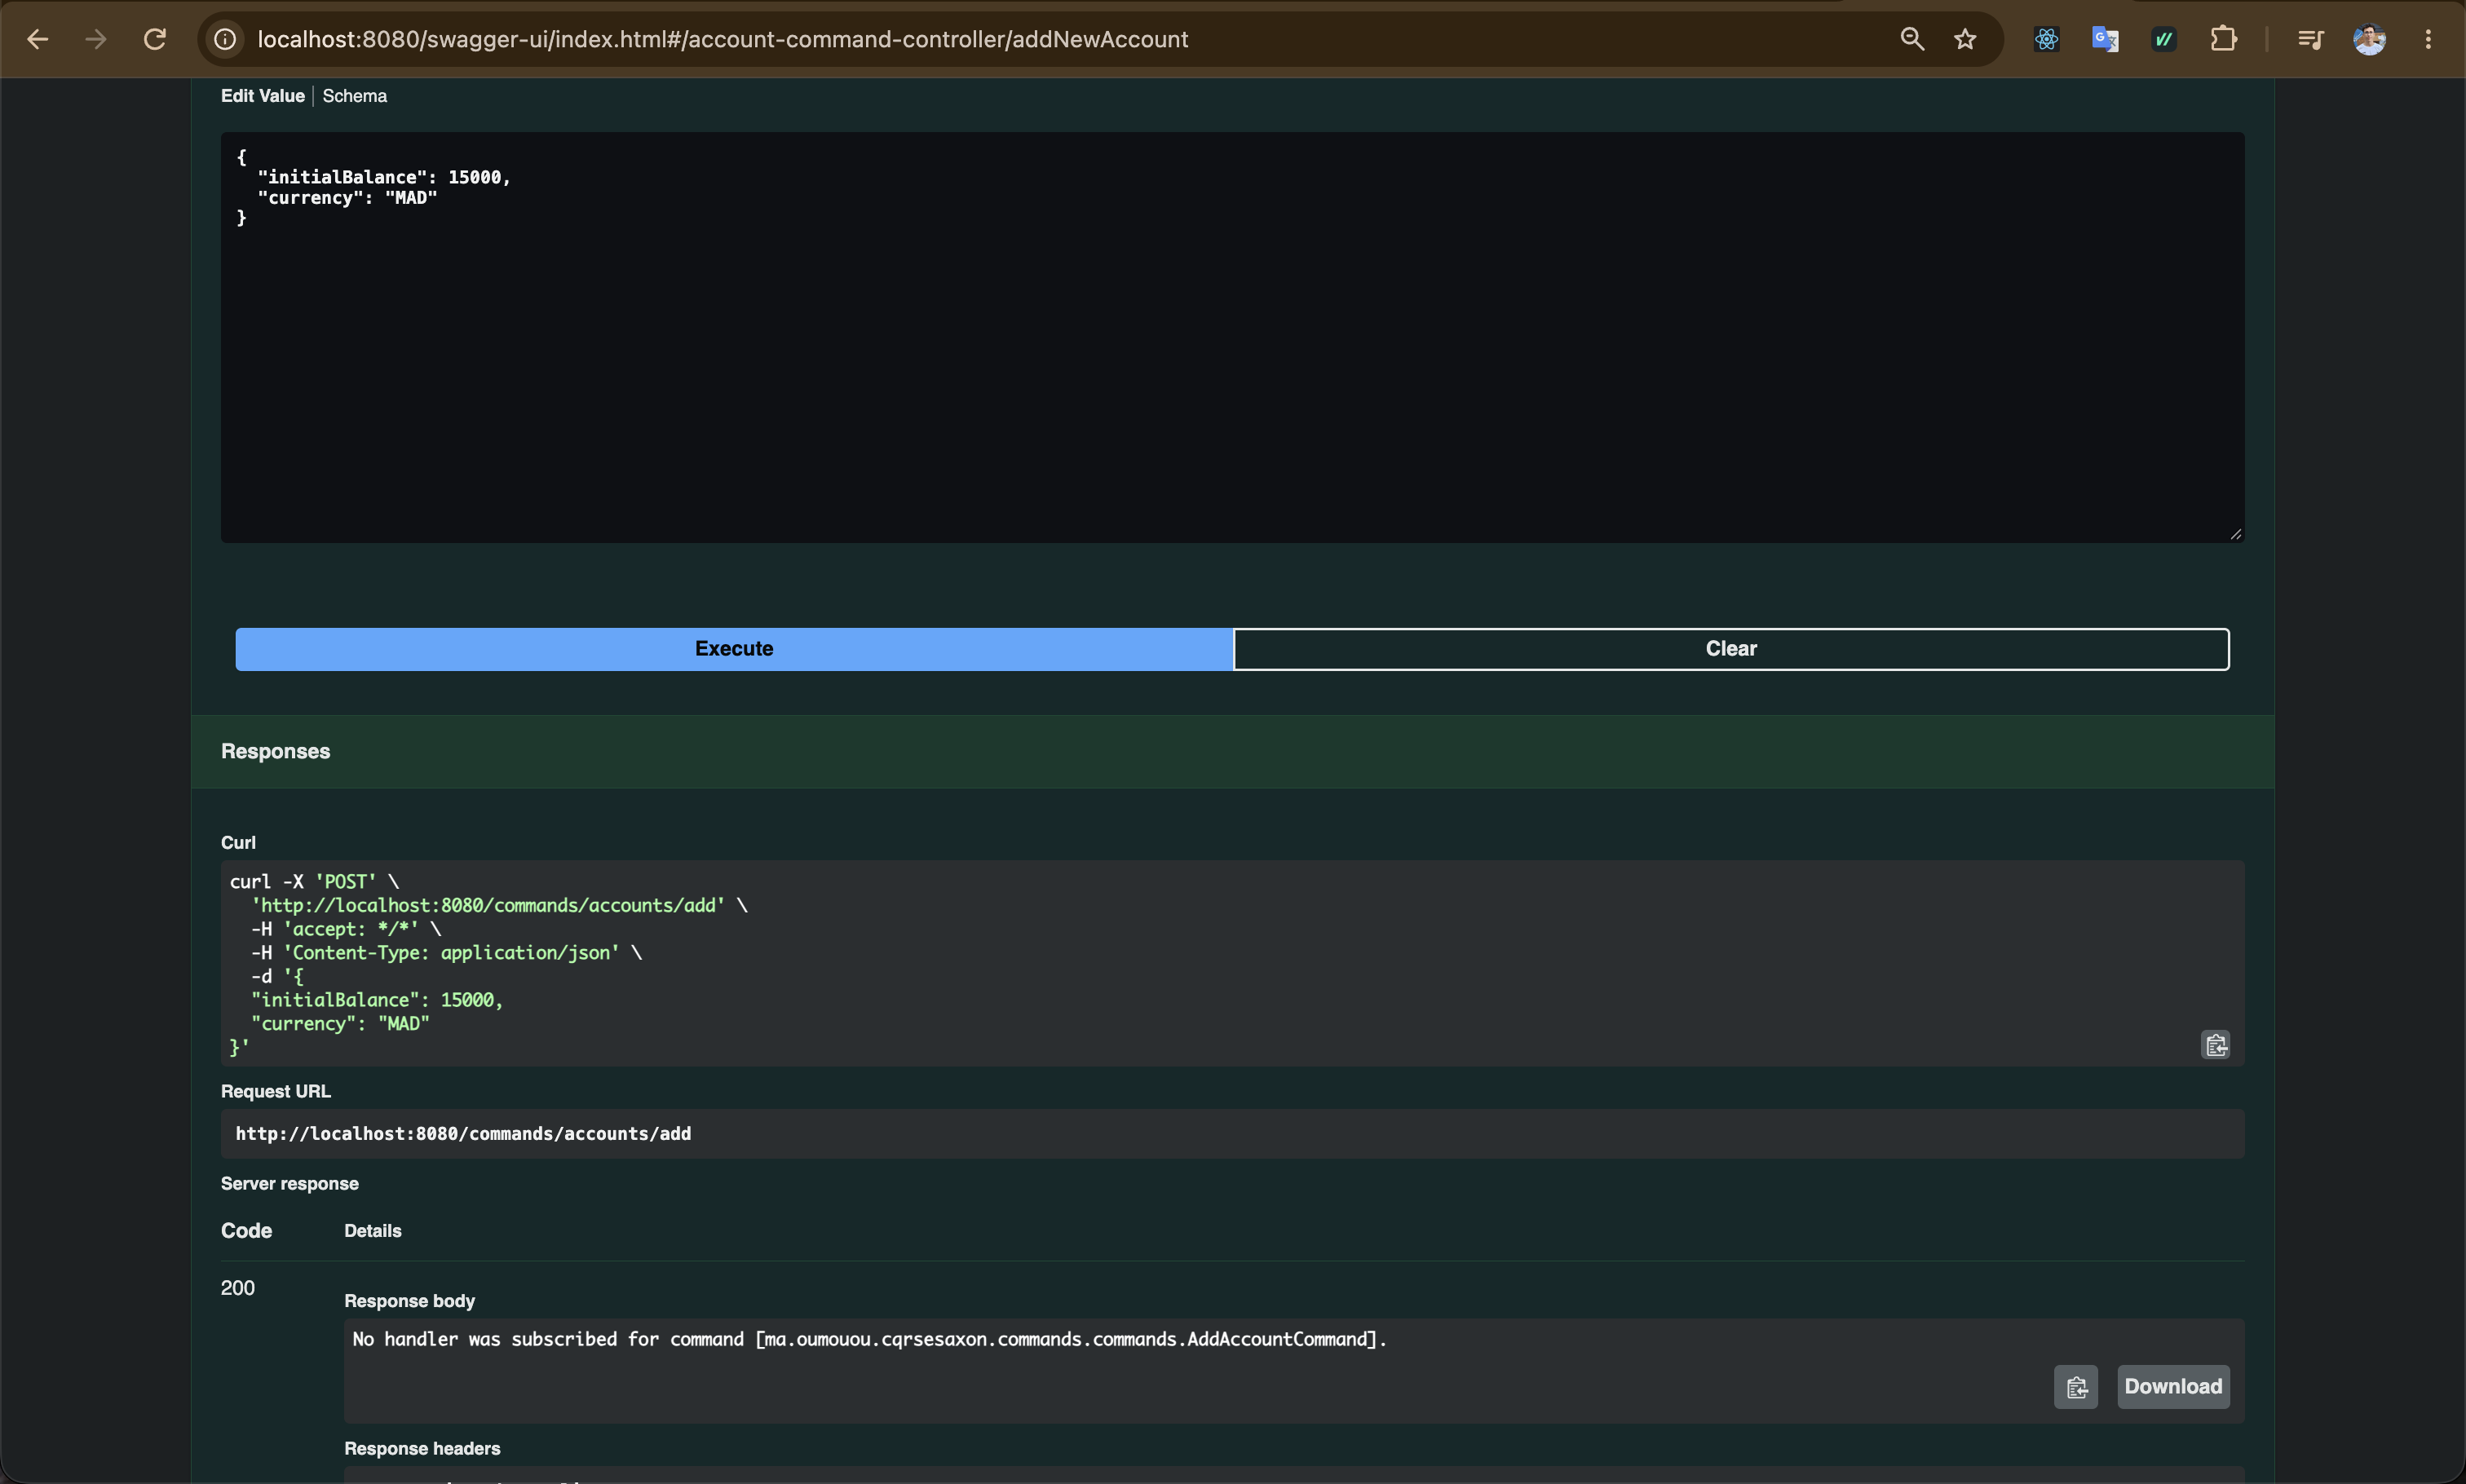 localhost:8080/swagger-ui/index.html#/account-command-controller/addNewAccount
Edit Value | Schema
{
  "initialBalance": 15000,
  "currency": "MAD"
}
Execute
Clear
Responses
Curl
curl -X 'POST' \
  'http://localhost:8080/commands/accounts/add' \
  -H 'accept: */*' \
  -H 'Content-Type: application/json' \
  -d '{
  "initialBalance": 15000,
  "currency": "MAD"
}'
Request URL
http://localhost:8080/commands/accounts/add
Server response
Code Details
200
Response body
No handler was subscribed for command [ma.oumouou.cqrsesaxon.commands.commands.AddAccountCommand].
Download
Response headers